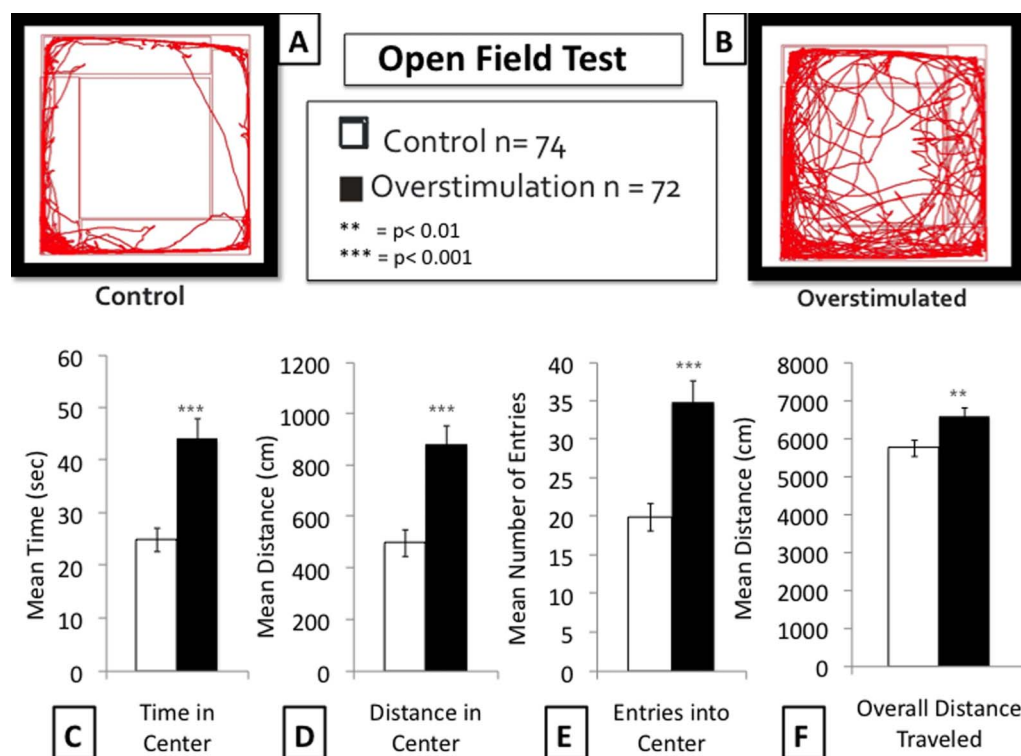 A
Open Field Test
B
Control n= 74
Overstimulation n = 72
** = p< 0.01
*** = p< 0.001
Control
Overstimulated
Mean Time (sec)
60
50
40
30
20
10
0
***
C
Time in
Center
Mean Distance (cm)
1200
1000
800
600
400
200
0
***
D
Distance in
Center
Mean Number of Entries
40
35
30
25
20
15
10
5
0
***
E
Entries into
Center
Mean Distance (cm)
8000
7000
6000
5000
4000
3000
2000
1000
0
**
F
Overall Distance
Traveled